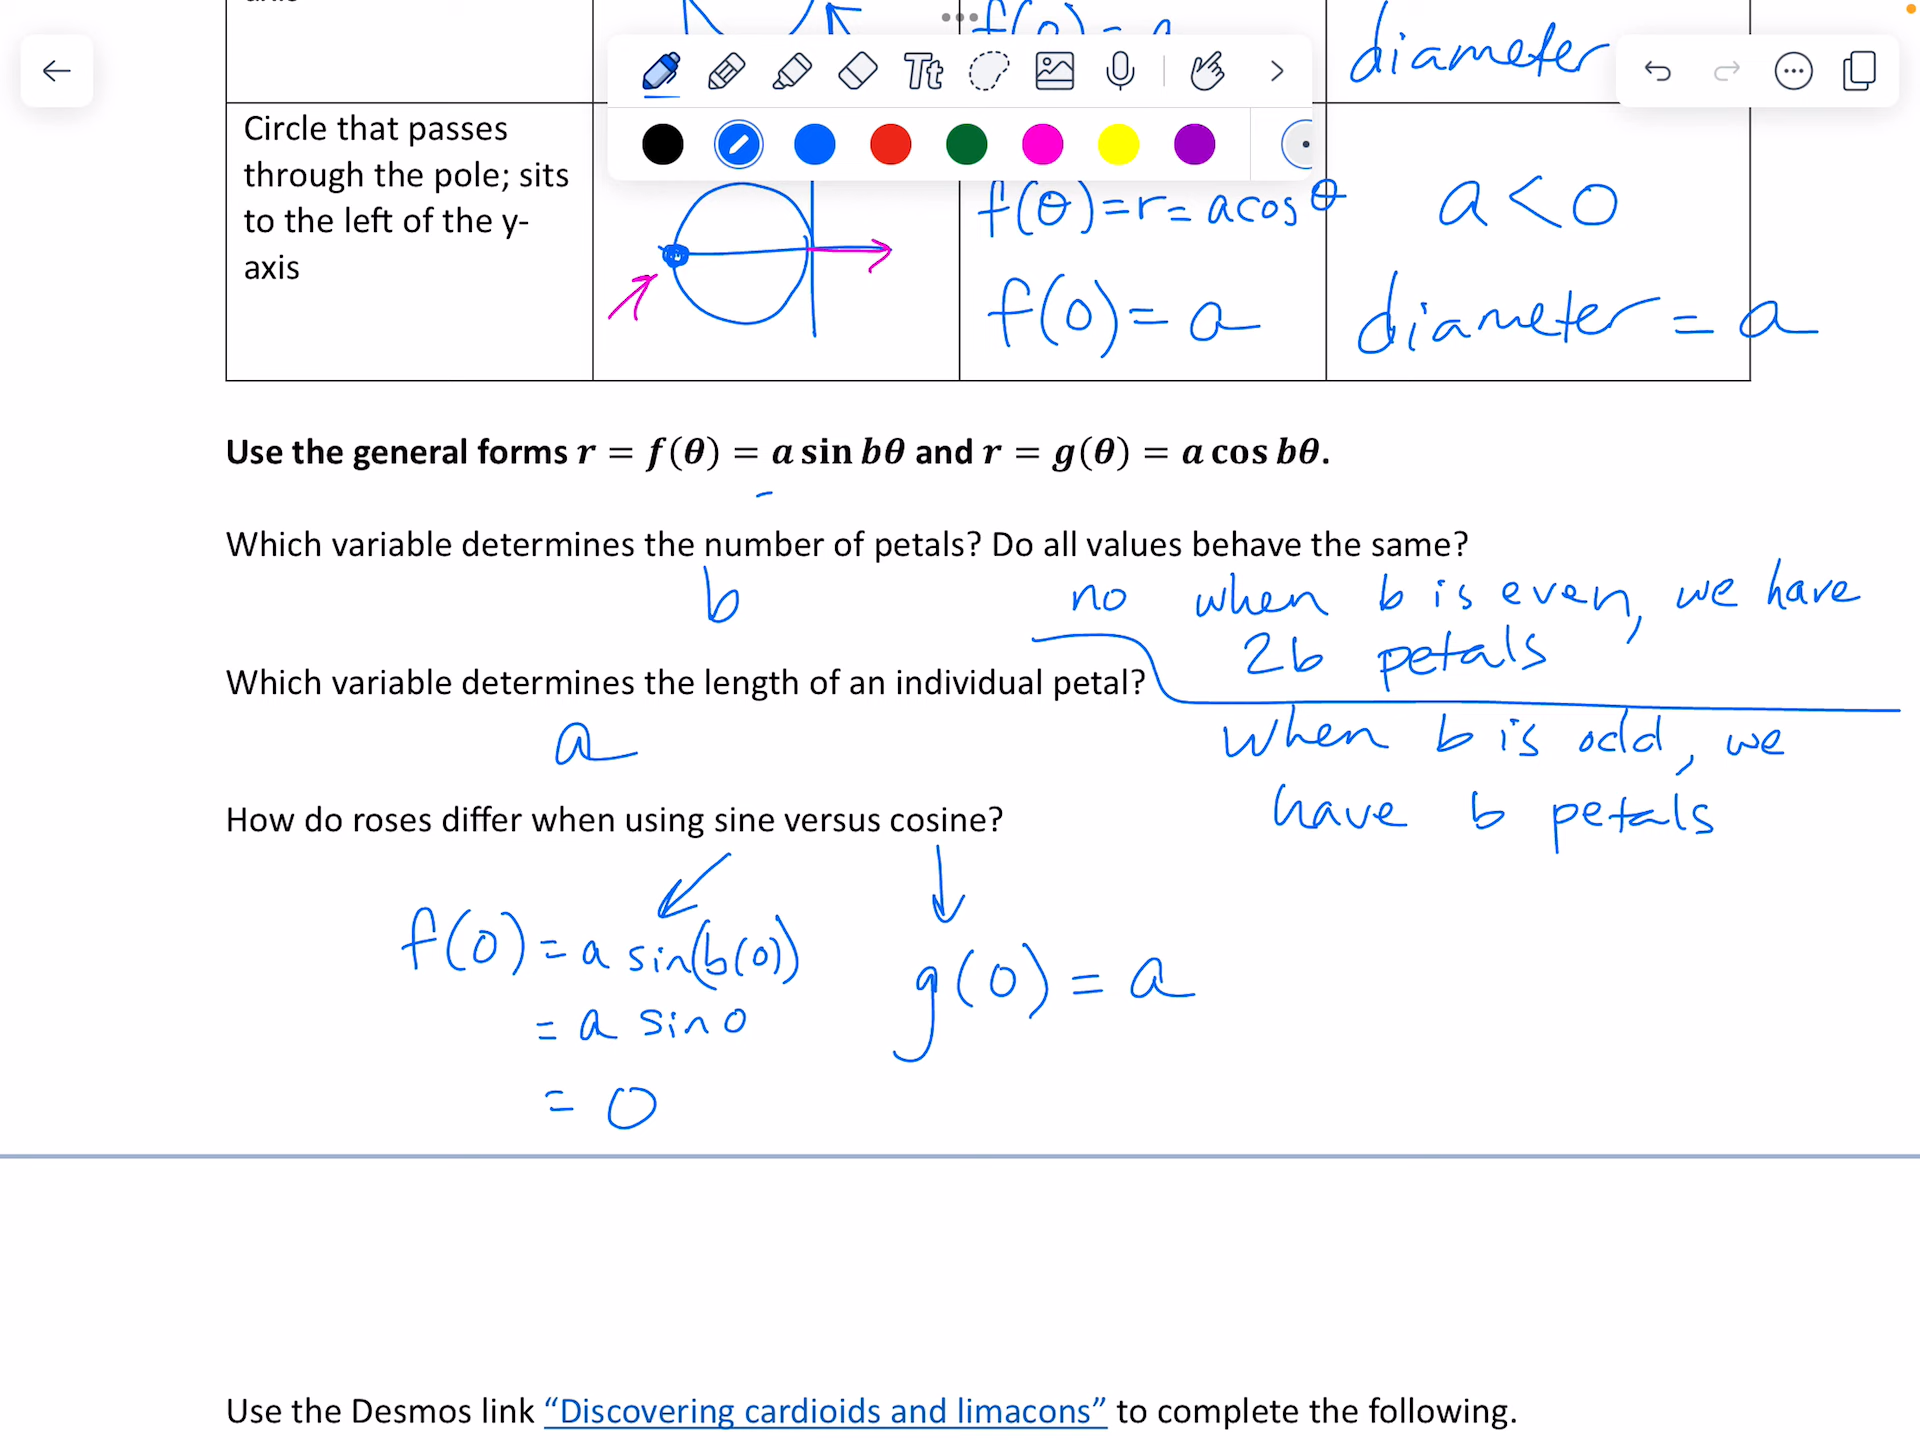 f(0) = a
diameter
Circle that passes
through the pole; sits
to the left of the y-
axis
f(θ)=r= acosθ
a < 0
f(0) = a
diameter = a
Use the general forms r = f(θ) = a sin bθ and r = g(θ) = a cos bθ.
Which variable determines the number of petals? Do all values behave the same?
b
no when b is even, we have
2b petals
Which variable determines the length of an individual petal?
a
when b is odd, we
have b petals
How do roses differ when using sine versus cosine?
f(0) = a sin(b(0))
= a sin 0
= 0
g(0) = a
Use the Desmos link “Discovering cardioids and limacons” to complete the following.